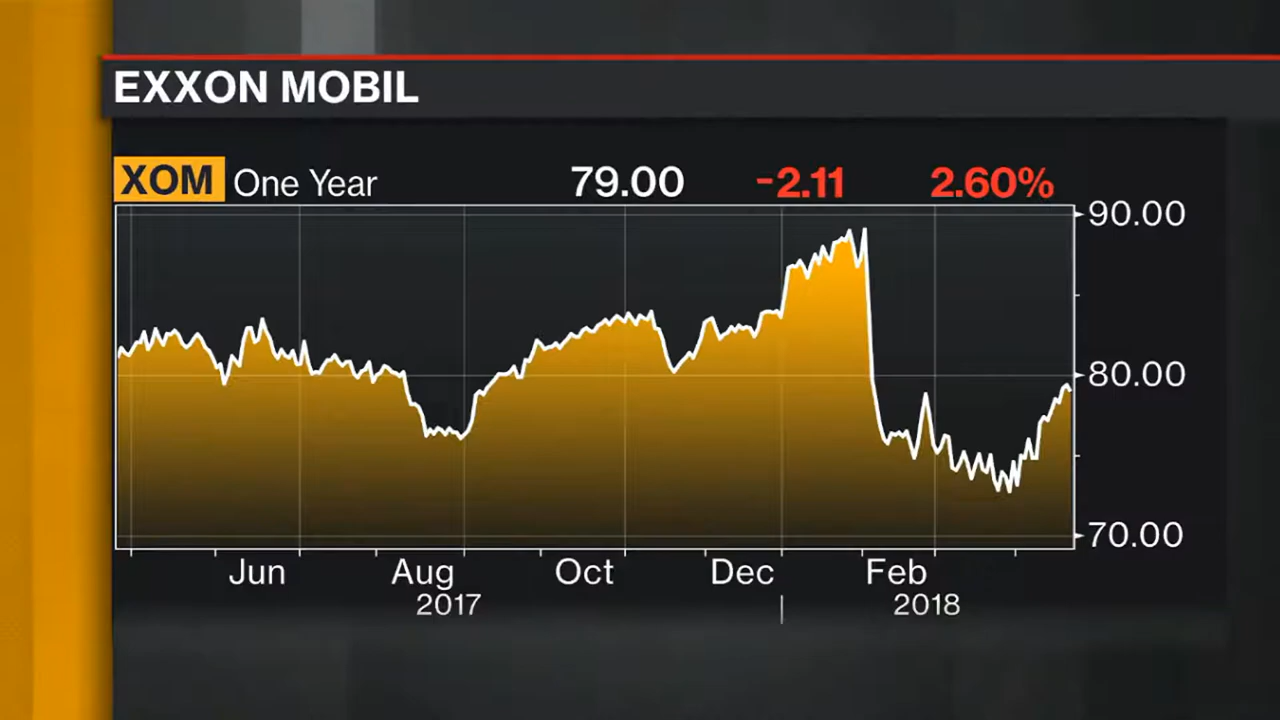 EXXON MOBIL
XOM One Year 79.00 -2.11 2.60%
90.00
80.00
70.00
Jun Aug Oct Dec Feb
2017 2018